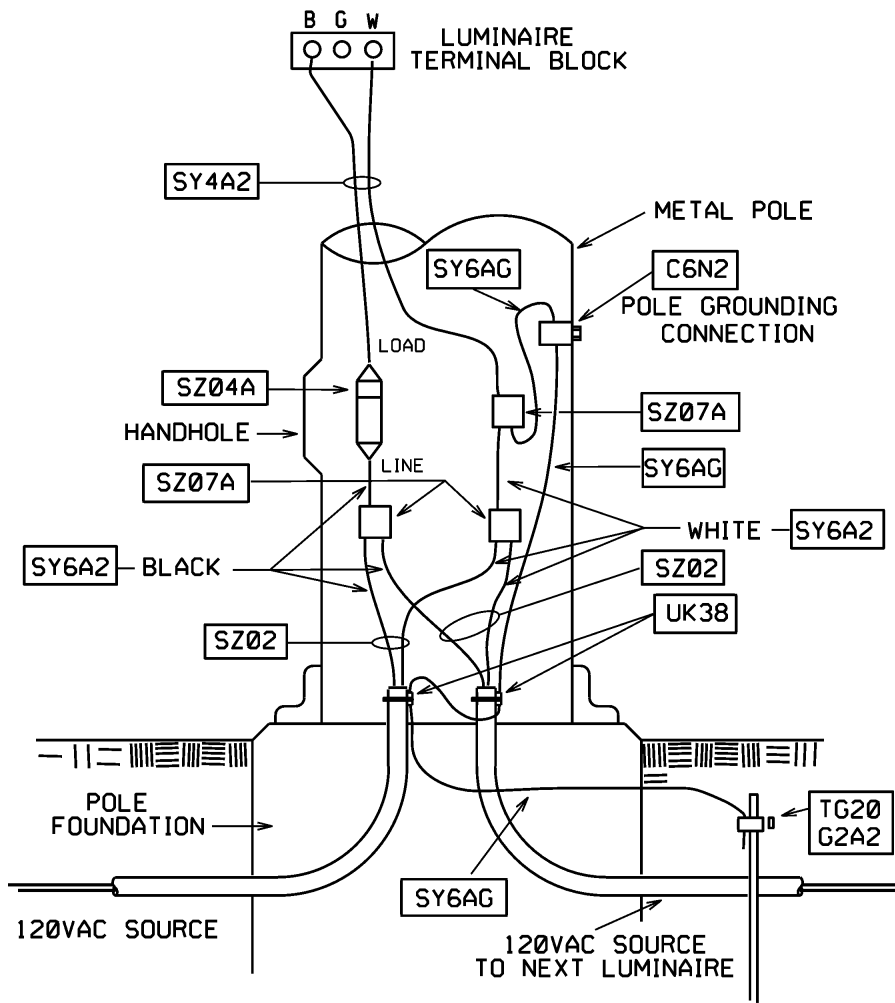 B G W
LUMINAIRE
TERMINAL BLOCK
SY4A2
METAL POLE
SY6AG
C6N2
POLE GROUNDING
CONNECTION
LOAD
SZ04A
SZ07A
HANDHOLE
LINE
SY6AG
SZ07A
WHITE
SY6A2
SY6A2
BLACK
SZ02
UK38
SZ02
POLE
FOUNDATION
TG20
G2A2
SY6AG
120VAC SOURCE
120VAC SOURCE
TO NEXT LUMINAIRE